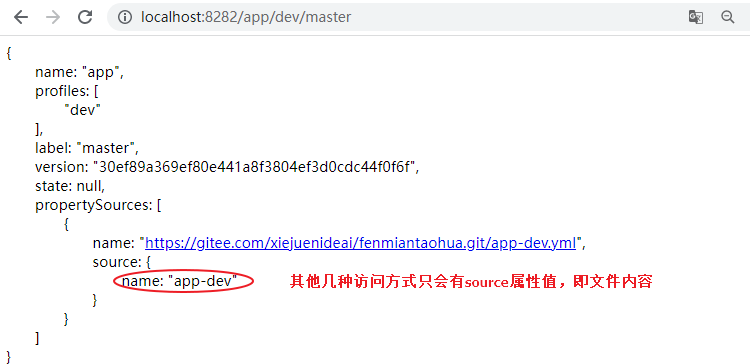 localhost:8282/app/dev/master
{
name: "app",
profiles: [
"dev"
],
label: "master",
version: "30ef89a369ef80e441a8f3804ef3d0cdc44f0f6f",
state: null,
propertySources: [
{
name: "https://gitee.com/xiejuenideai/fenmiantaohua.git/app-dev.yml",
source: {
name: "app-dev" 其他几种访问方式只会有source属性值，即文件内容
}
}
]
}